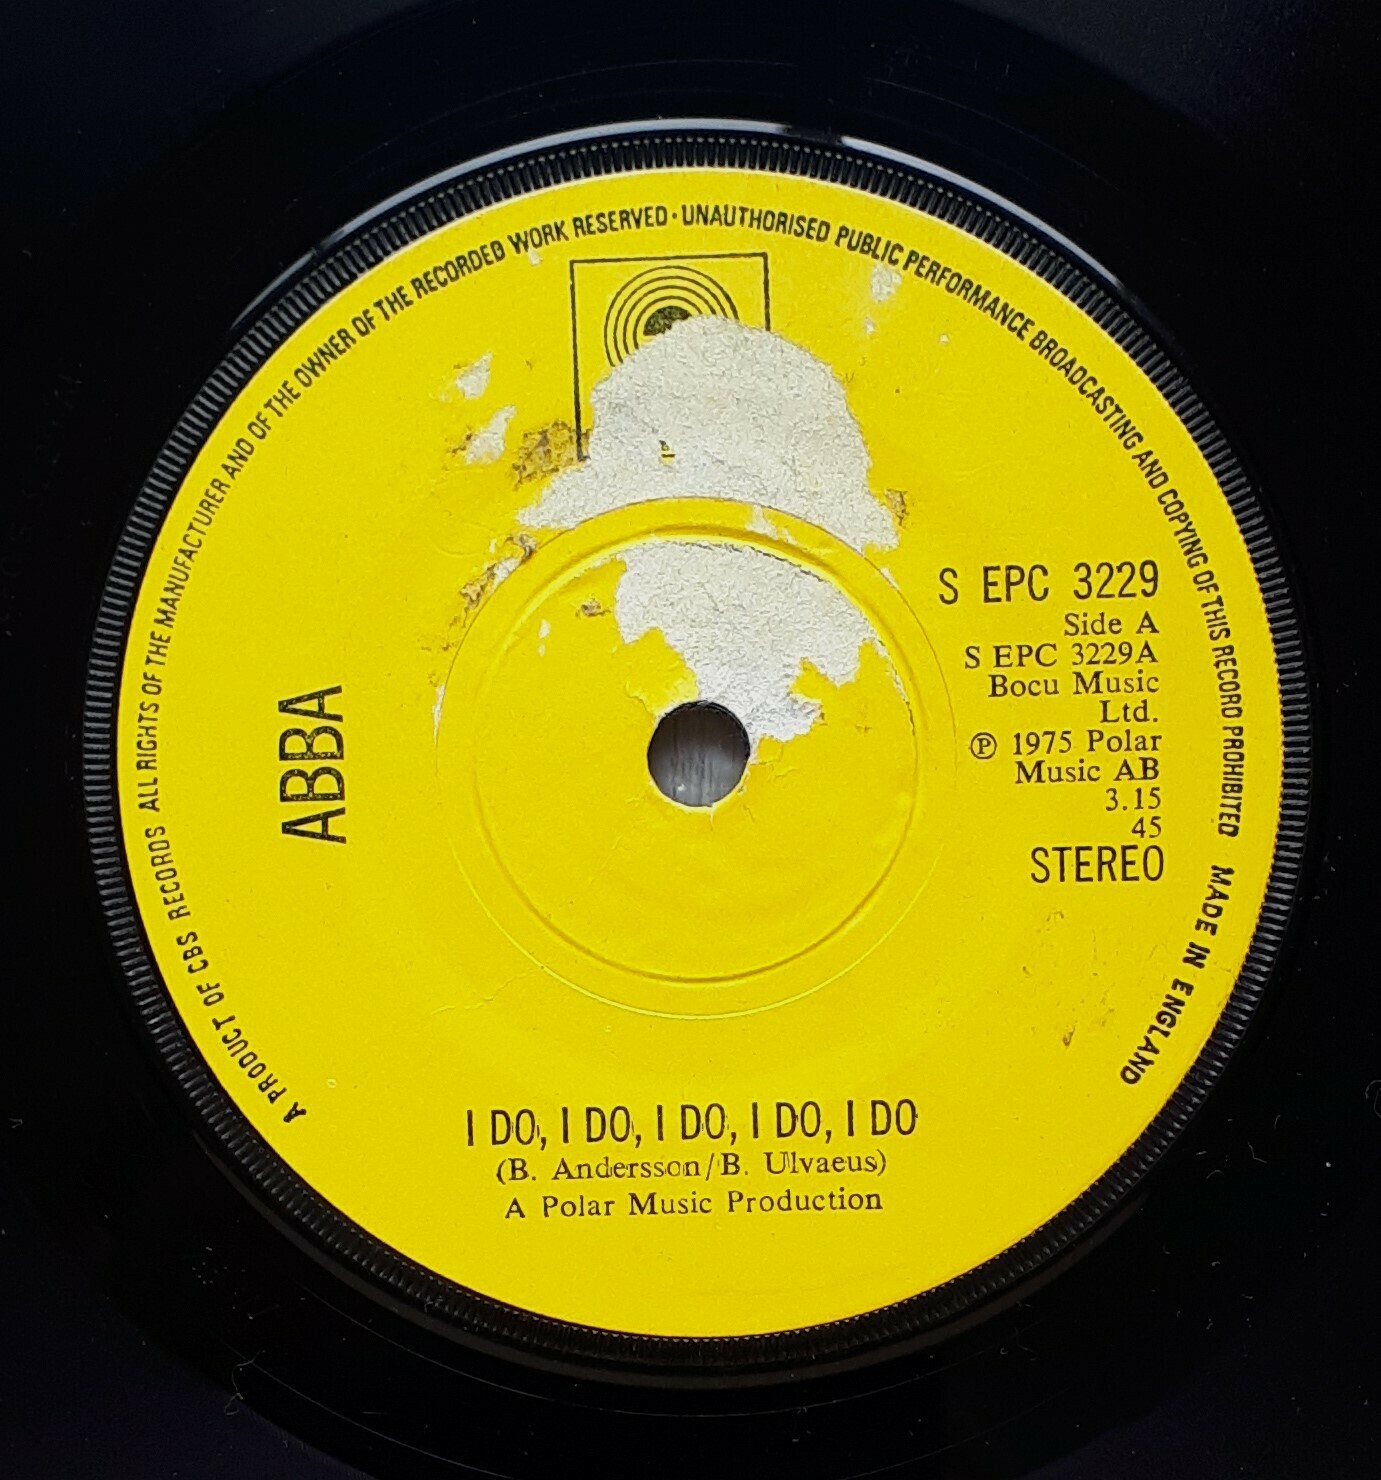 A PRODUCT OF CBS RECORDS ALL RIGHTS OF THE MANUFACTURER AND OF THE OWNER OF THE RECORDED WORK RESERVED · UNAUTHORISED PUBLIC PERFORMANCE BROADCASTING AND COPYING OF THIS RECORD PROHIBITED MADE IN ENGLAND
ABBA
S EPC 3229
Side A
S EPC 3229A
Bocu Music
Ltd.
℗ 1975 Polar
Music AB
3.15
45
STEREO
I DO, I DO, I DO, I DO, I DO
(B. Andersson/B. Ulvaeus)
A Polar Music Production